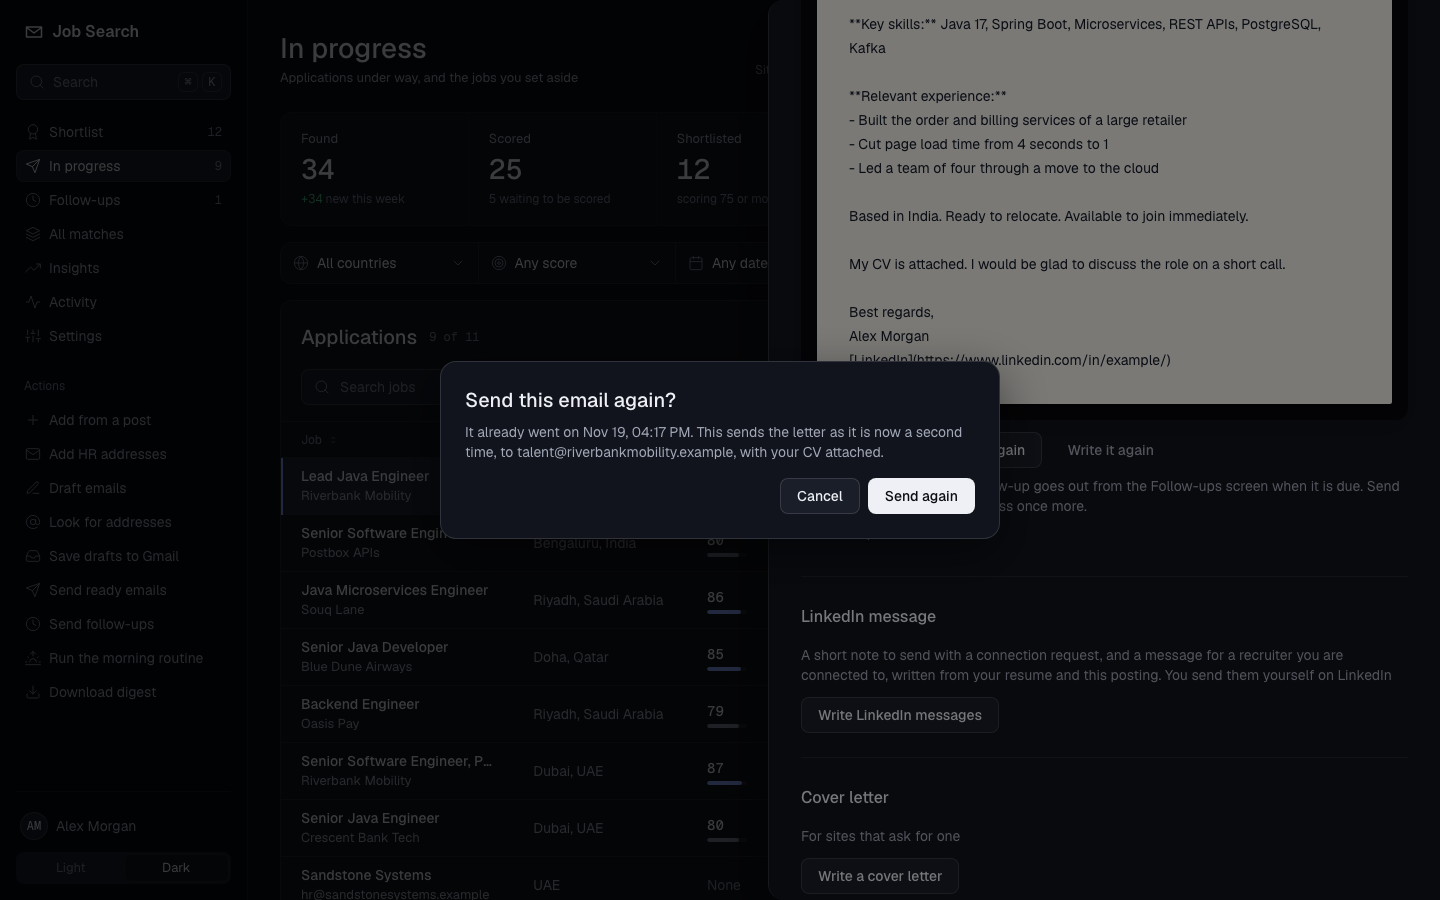 Job Search
Search ⌘ K
Shortlist 12
In progress 9
Follow-ups 1
All matches
Insights
Activity
Settings
Actions
Add from a post
Add HR addresses
Draft emails
Look for addresses
Save drafts to Gmail
Send ready emails
Send follow-ups
Run the morning routine
Download digest
AM Alex Morgan
Light Dark
In progress
Applications under way, and the jobs you set aside
Found
34
+34 new this week
Scored
25
5 waiting to be scored
Shortlisted
12
scoring 75 or mo
All countries
Any score
Any date
Applications 9 of 11
Search jobs
Job
Lead Java Engineer
Riverbank Mobility
Senior Software Engin
Postbox APIs
Bengaluru, India
80
Java Microservices Engineer
Souq Lane
Riyadh, Saudi Arabia
86
Senior Java Developer
Blue Dune Airways
Doha, Qatar
85
Backend Engineer
Oasis Pay
Riyadh, Saudi Arabia
79
Senior Software Engineer, P...
Riverbank Mobility
Dubai, UAE
87
Senior Java Engineer
Crescent Bank Tech
Dubai, UAE
80
Sandstone Systems
hr@sandstonesystems.example
UAE
None
**Key skills:** Java 17, Spring Boot, Microservices, REST APIs, PostgreSQL,
Kafka
**Relevant experience:**
- Built the order and billing services of a large retailer
- Cut page load time from 4 seconds to 1
- Led a team of four through a move to the cloud
Based in India. Ready to relocate. Available to join immediately.
My CV is attached. I would be glad to discuss the role on a short call.
Best regards,
Alex Morgan
[LinkedIn](https://www.linkedin.com/in/example/)
Send this email again?
It already went on Nov 19, 04:17 PM. This sends the letter as it is now a second
time, to talent@riverbankmobility.example, with your CV attached.
Cancel
Send again
gain
Write it again
w-up goes out from the Follow-ups screen when it is due. Send
ss once more.
LinkedIn message
A short note to send with a connection request, and a message for a recruiter you are
connected to, written from your resume and this posting. You send them yourself on LinkedIn
Write LinkedIn messages
Cover letter
For sites that ask for one
Write a cover letter